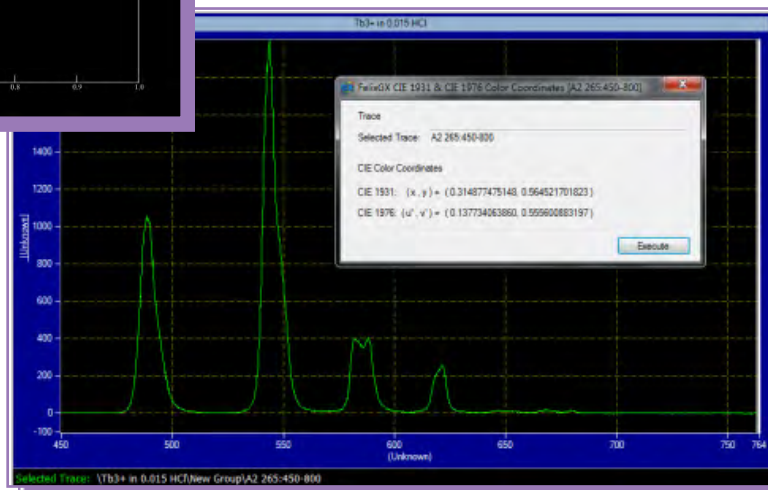 0.8 0.9 1.0
Tb3+ in 0.015 HCl
FelixGX CIE 1931 & CIE 1976 Color Coordinates [A2 265:450-800]
Trace
Selected Trace: A2 265:450-800
CIE Color Coordinates
CIE 1931: (x , y) = ( 0.314877475148, 0.564521701823 )
CIE 1976: (u' , v') = ( 0.137734063860, 0.555600883197 )
Execute
1400
1200
1000
800
600
400
200
0
-100
[Unknown]
450 500 550 600 650 700 750 764
(Unknown)
Selected Trace: \Tb3+ in 0.015 HCl\New Group\A2 265:450-800